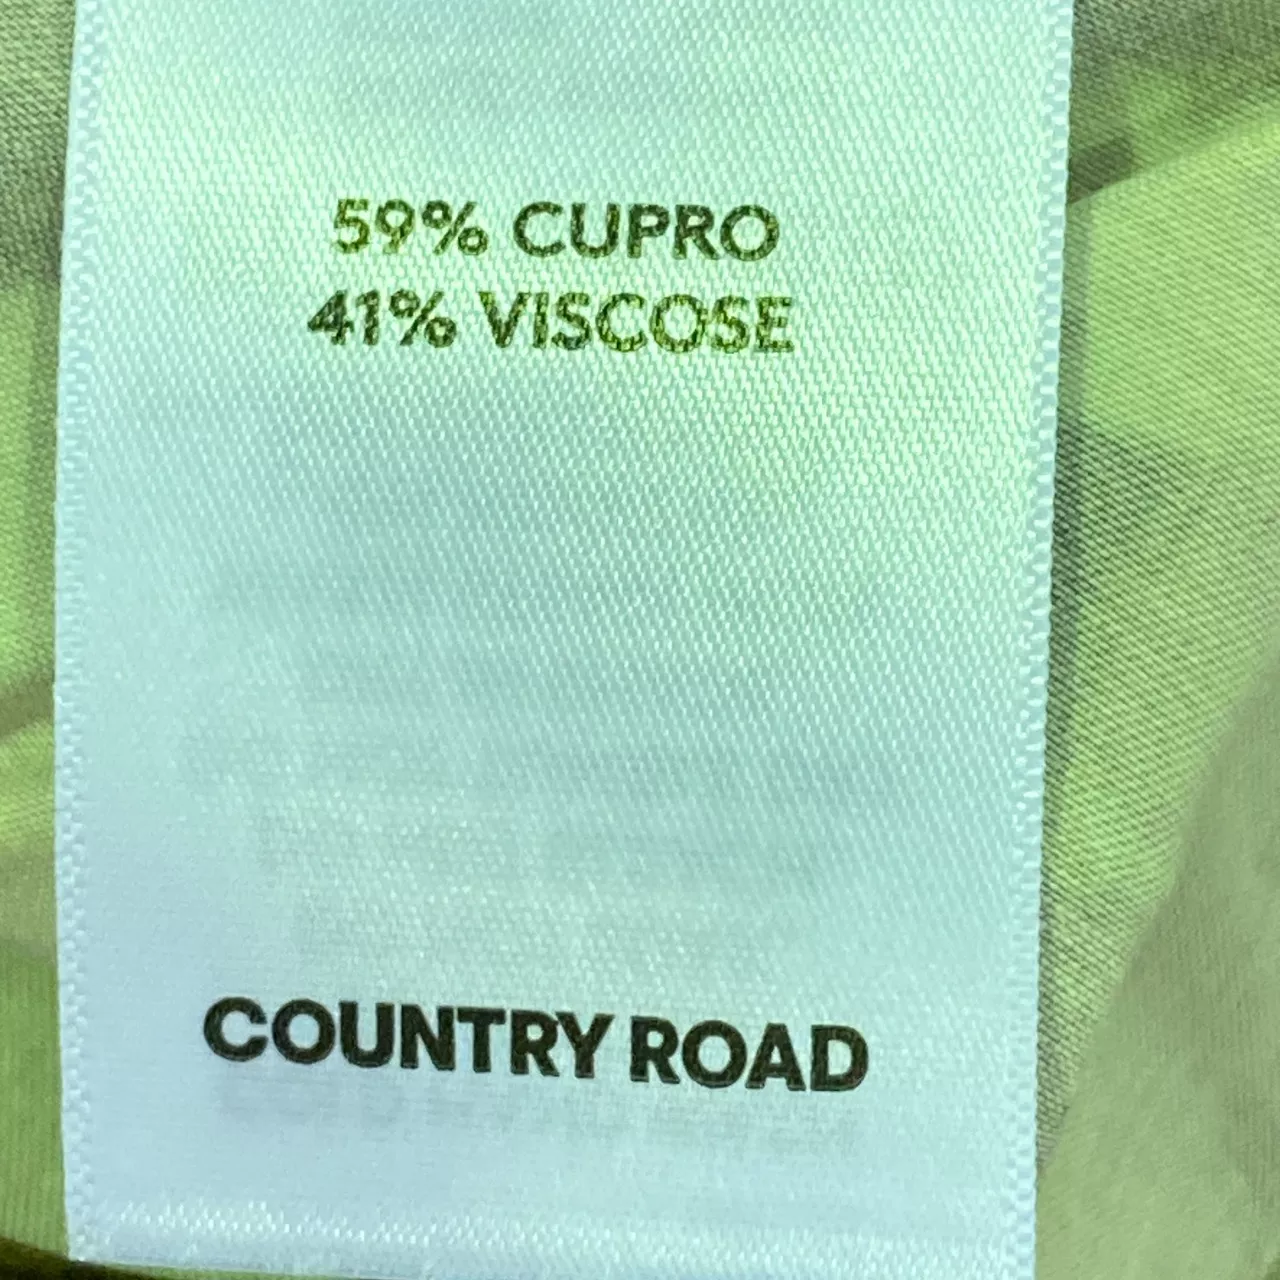 59% CUPRO
41% VISCOSE
COUNTRY ROAD